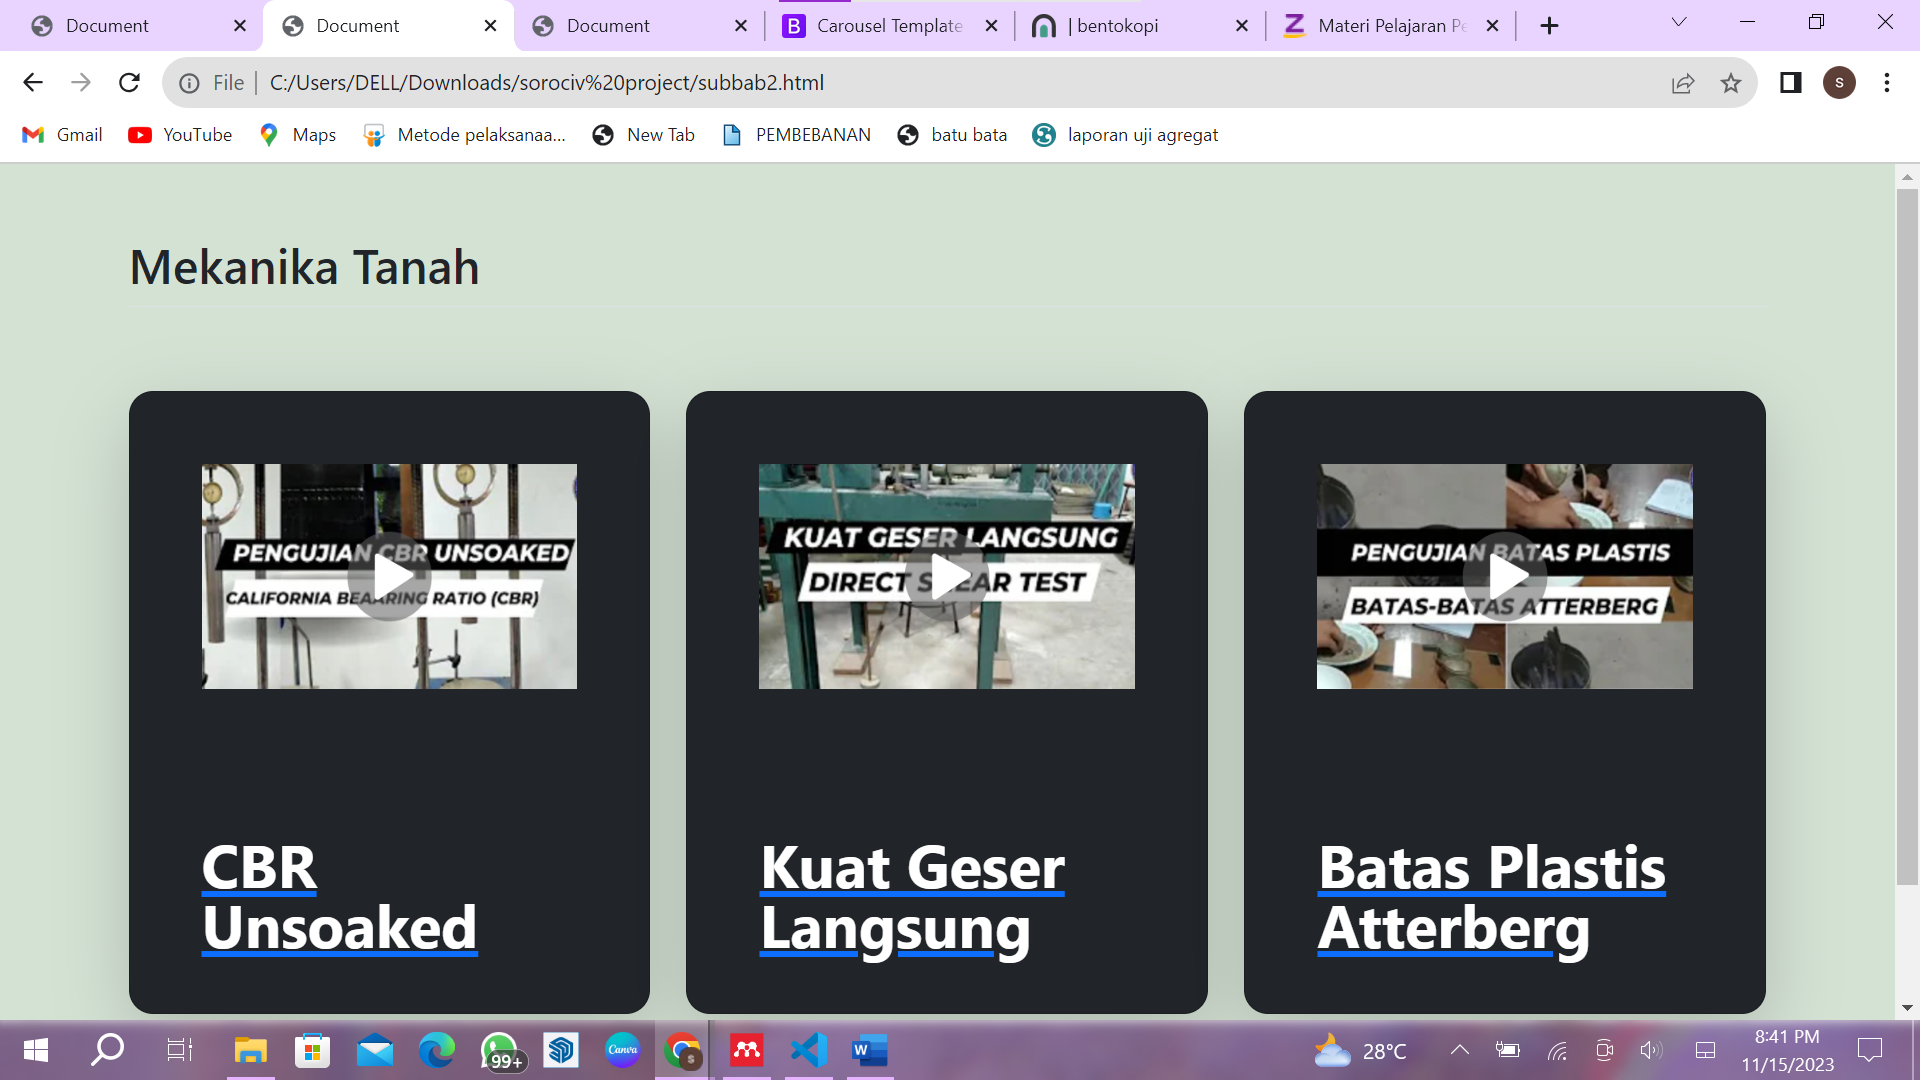 Document
Document
Document
Carousel Template
| bentokopi
Materi Pelajaran Pe
File
C:/Users/DELL/Downloads/sorociv%20project/subbab2.html
S
Gmail
YouTube
Maps
Metode pelaksanaa...
New Tab
PEMBEBANAN
batu bata
laporan uji agregat
Mekanika Tanah
PENGUJIAN CBR UNSOAKED
CALIFORNIA BEAARING RATIO (CBR)
KUAT GESER LANGSUNG
DIRECT SHEAR TEST
PENGUJIAN BATAS PLASTIS
BATAS-BATAS ATTERBERG
CBR
Unsoaked
Kuat Geser
Langsung
Batas Plastis
Atterberg
99+
Canva
28°C
8:41 PM
11/15/2023